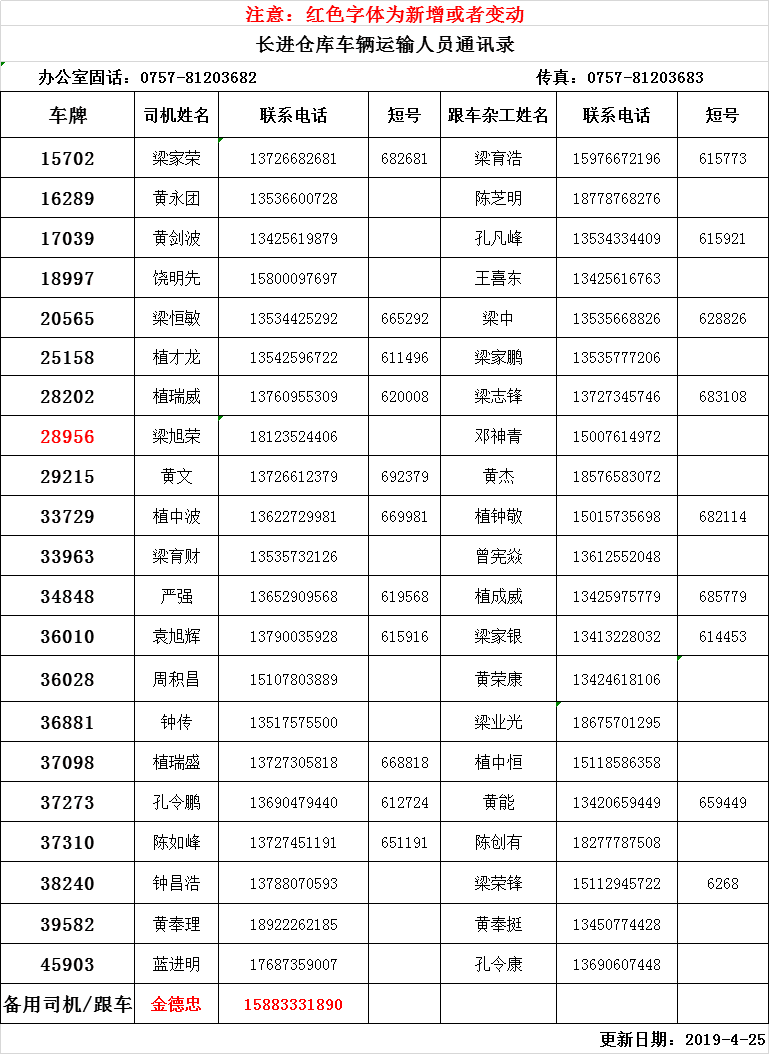 注意：红色字体为新增或者变动
长进仓库车辆运输人员通讯录
办公室固话：0757-81203682 传真：0757-81203683
车牌 司机姓名 联系电话 短号 跟车杂工姓名 联系电话 短号
15702 梁家荣 13726682681 682681 梁育浩 15976672196 615773
16289 黄永团 13536600728 陈芝明 18778768276
17039 黄剑波 13425619879 孔凡峰 13534334409 615921
18997 饶明先 15800097697 王喜东 13425616763
20565 梁恒敏 13534425292 665292 梁中 13535668826 628826
25158 植才龙 13542596722 611496 梁家鹏 13535777206
28202 植瑞威 13760955309 620008 梁志锋 13727345746 683108
28956 梁旭荣 18123524406 邓神青 15007614972
29215 黄文 13726612379 692379 黄杰 18576583072
33729 植中波 13622729981 669981 植钟敬 15015735698 682114
33963 梁育财 13535732126 曾宪焱 13612552048
34848 严强 13652909568 619568 植成威 13425975779 685779
36010 袁旭辉 13790035928 615916 梁家银 13413228032 614453
36028 周积昌 15107803889 黄荣康 13424618106
36881 钟传 13517575500 梁业光 18675701295
37098 植瑞盛 13727305818 668818 植中恒 15118586358
37273 孔令鹏 13690479440 612724 黄能 13420659449 659449
37310 陈如峰 13727451191 651191 陈创有 18277787508
38240 钟昌浩 13788070593 梁荣锋 15112945722 6268
39582 黄奉理 18922262185 黄奉挺 13450774428
45903 蓝进明 17687359007 孔令康 13690607448
备用司机/跟车 金德忠 15883331890
更新日期：2019-4-25